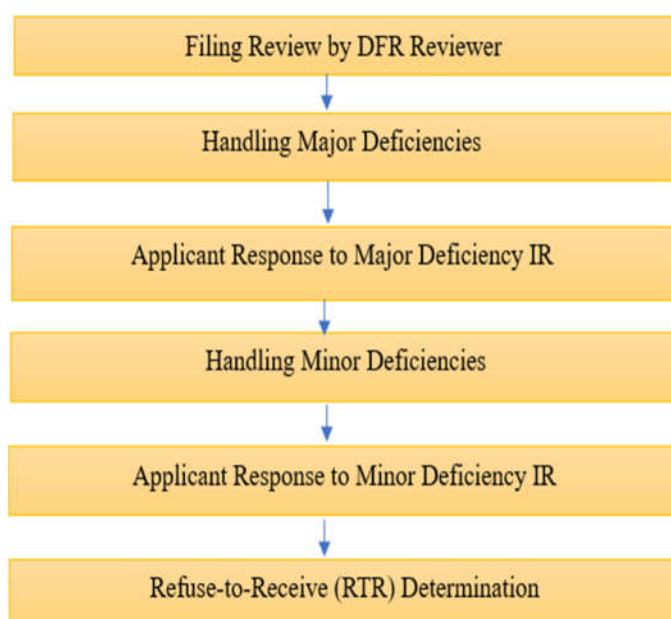 Filing Review by DFR Reviewer
Handling Major Deficiencies
Applicant Response to Major Deficiency IR
Handling Minor Deficiencies
Applicant Response to Minor Deficiency IR
Refuse-to-Receive (RTR) Determination